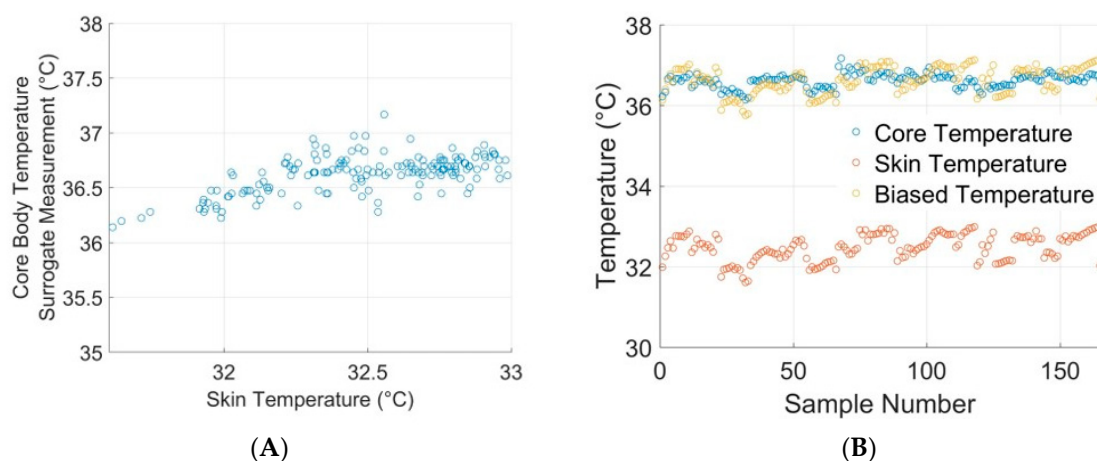 Core Body Temperature
Surrogate Measurement (°C)
38
37.5
37
36.5
36
35.5
35
32
32.5
33
Skin Temperature (°C)
(A)
Temperature (°C)
38
36
34
32
30
Core Temperature
Skin Temperature
Biased Temperature
0
50
100
150
Sample Number
(B)